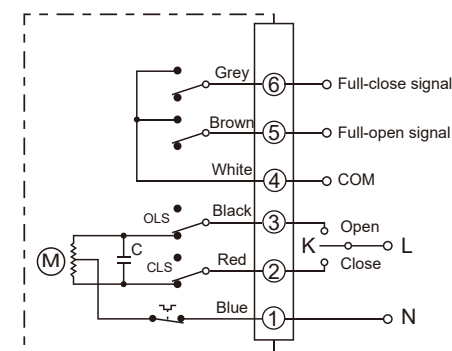 Grey 6 Full-close signal
Brown 5 Full-open signal
White 4 COM
OLS Black 3 Open
K L
M C
CLS Red 2 Close
Blue 1 N